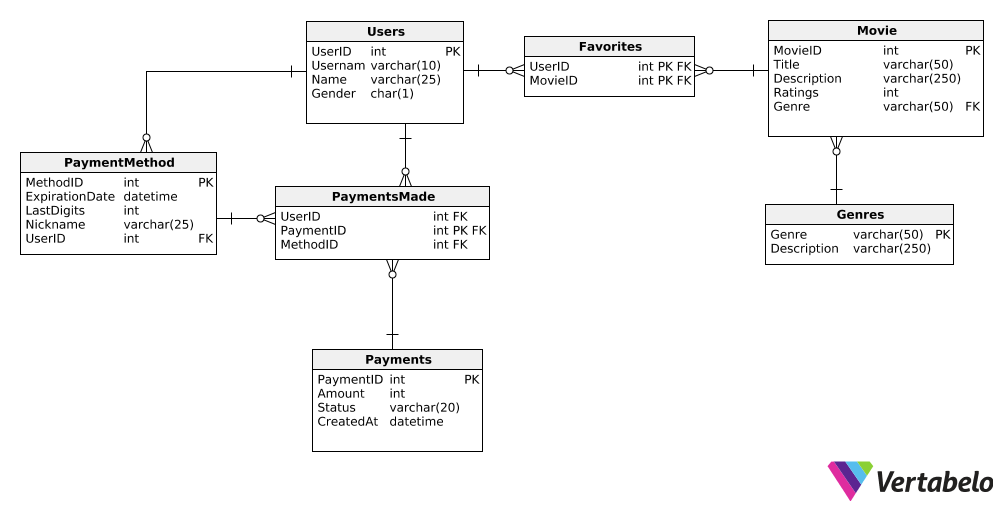 Users
UserID int PK
Usernam varchar(10)
Name varchar(25)
Gender char(1)
Favorites
UserID int PK FK
MovieID int PK FK
Movie
MovieID int PK
Title varchar(50)
Description varchar(250)
Ratings int
Genre varchar(50) FK
PaymentMethod
MethodID int PK
ExpirationDate datetime
LastDigits int
Nickname varchar(25)
UserID int FK
PaymentsMade
UserID int FK
PaymentID int PK FK
MethodID int FK
Genres
Genre varchar(50) PK
Description varchar(250)
Payments
PaymentID int PK
Amount int
Status varchar(20)
CreatedAt datetime
Vertabelo